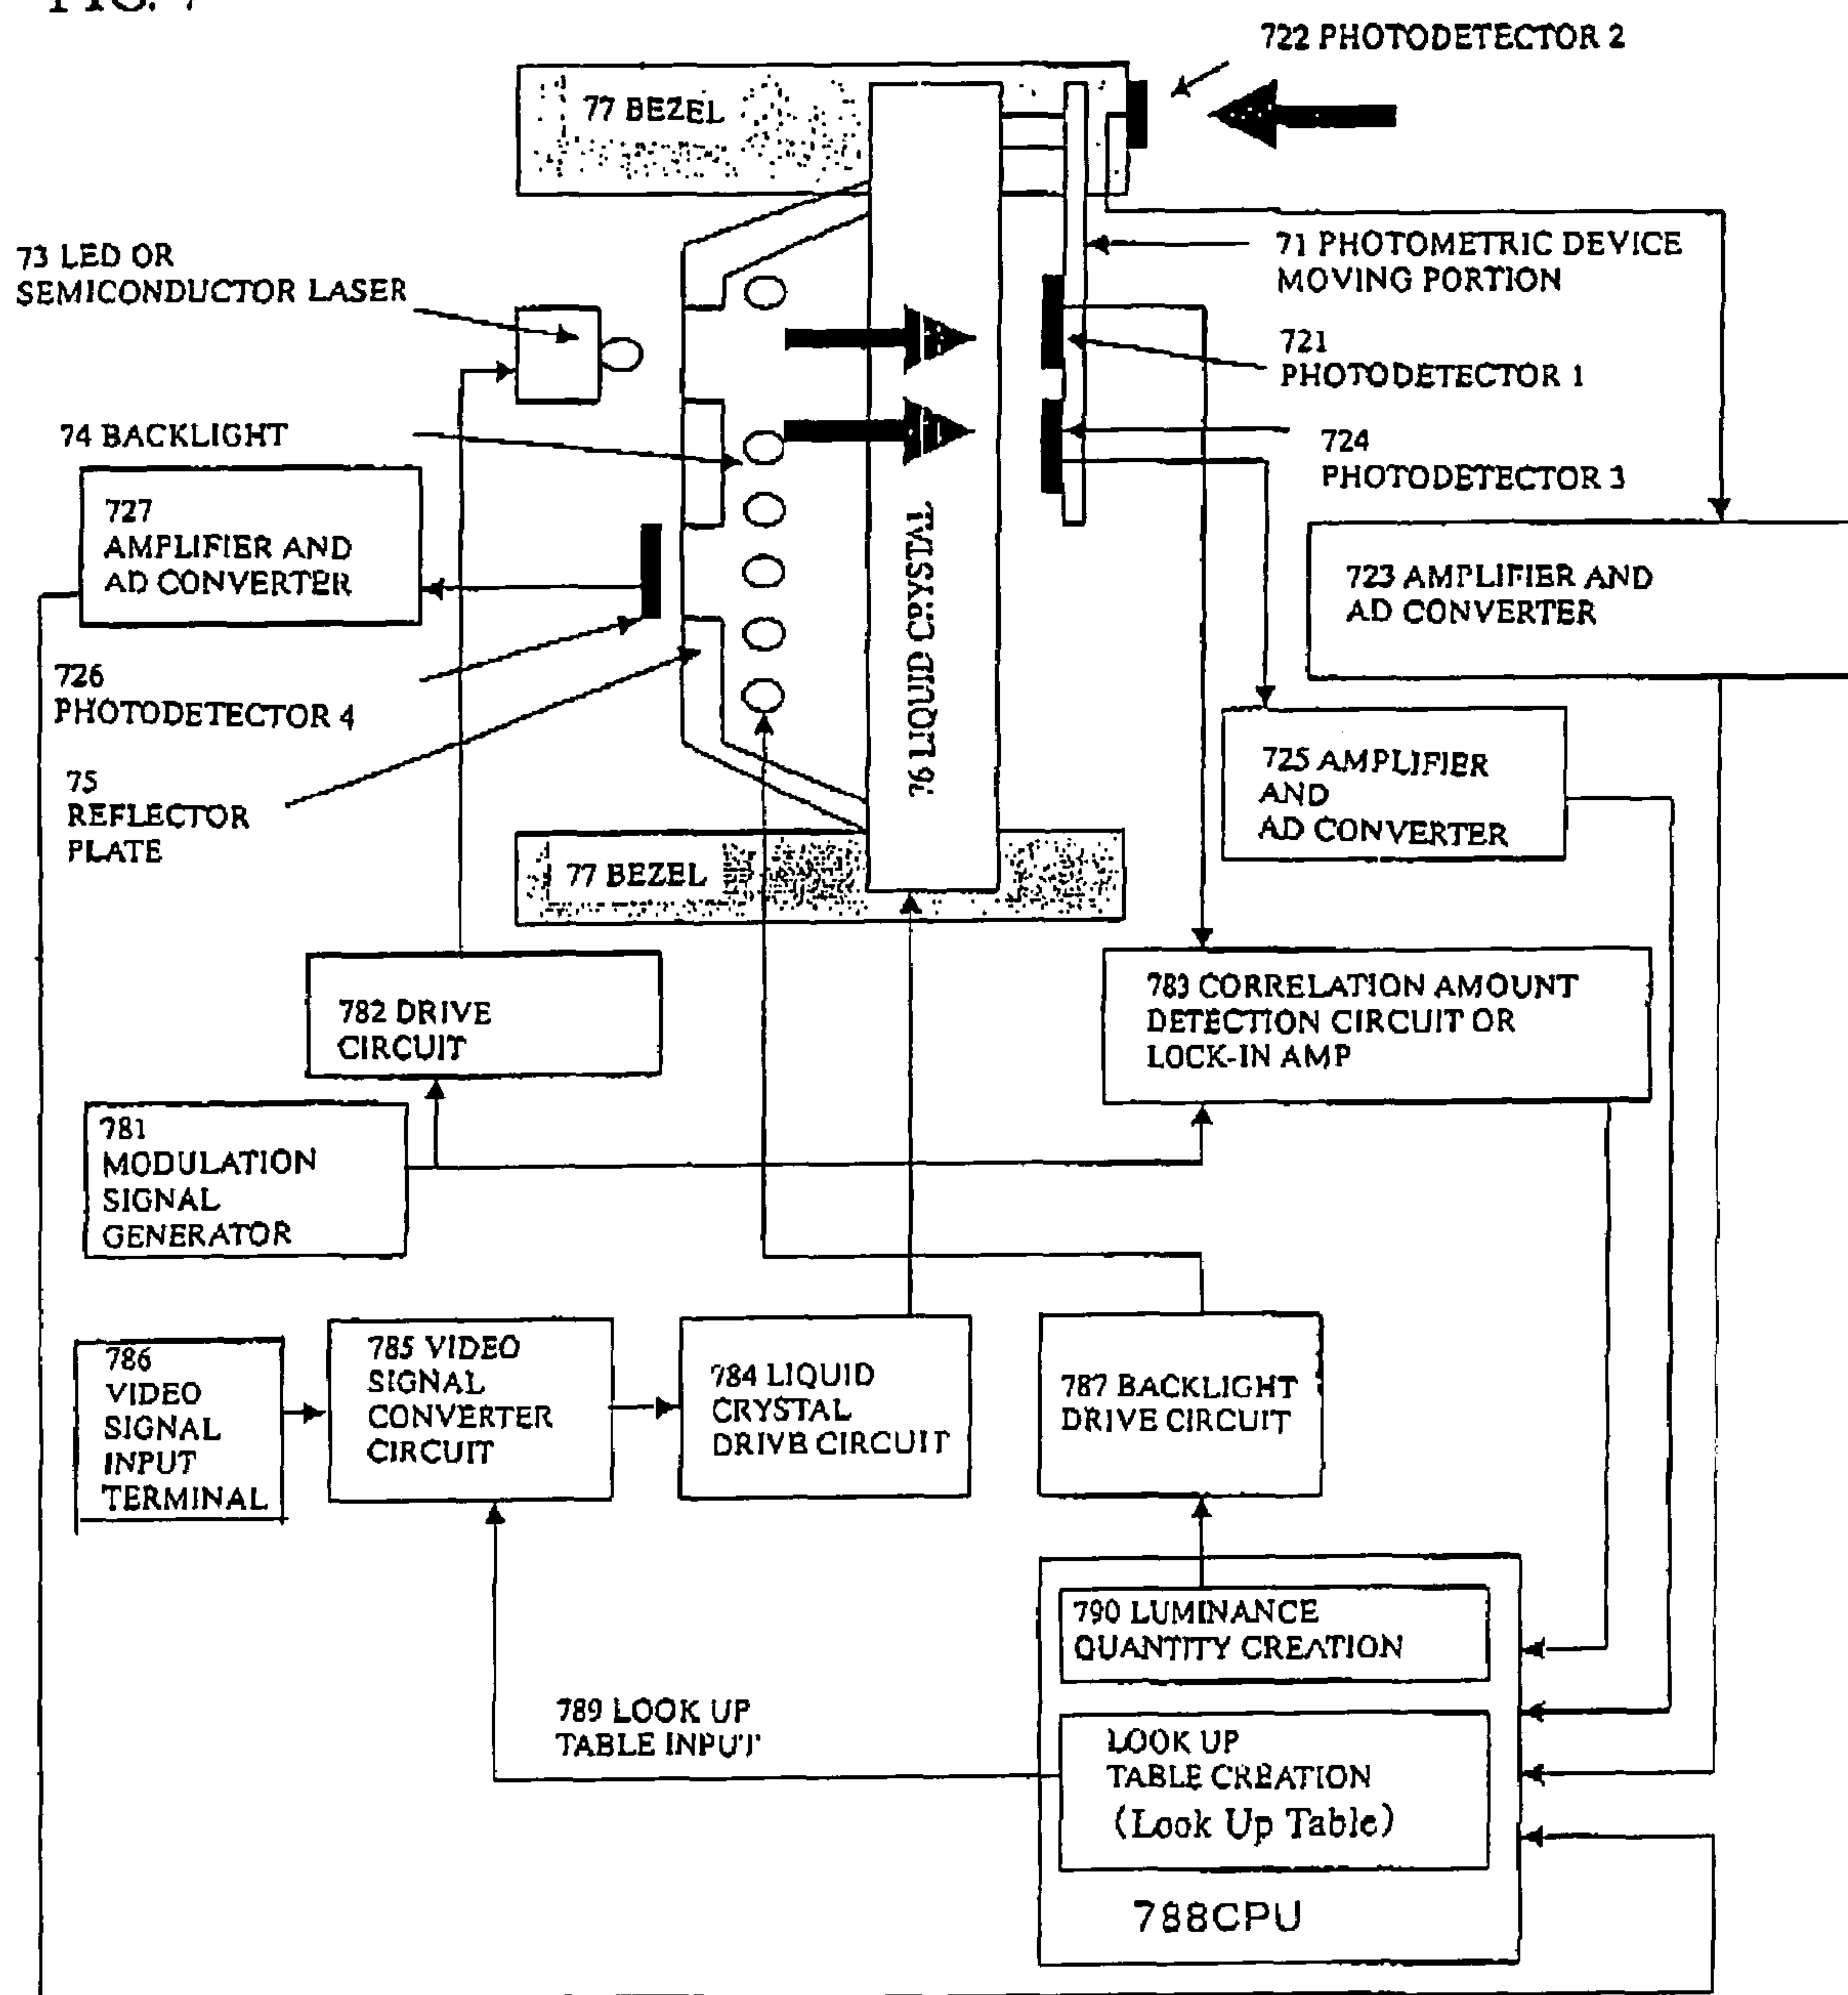 FIG. 7
722 PHOTODETECTOR 2
77 BEZEL
73 LED OR
SEMICONDUCTOR LASER
71 PHOTOMETRIC DEVICE
MOVING PORTION
721
PHOTODETECTOR 1
74 BACKLIGHT
724
PHOTODETECTOR 3
727
AMPLIFIER AND
AD CONVERTER
76 LIQUID CRYSTAL
723 AMPLIFIER AND
AD CONVERTER
726
PHOTODETECTOR 4
725 AMPLIFIER
AND
AD CONVERTER
75
REFLECTOR
PLATE
77 BEZEL
782 DRIVE
CIRCUIT
783 CORRELATION AMOUNT
DETECTION CIRCUIT OR
LOCK-IN AMP
781
MODULATION
SIGNAL
GENERATOR
786
VIDEO
SIGNAL
INPUT
TERMINAL
785 VIDEO
SIGNAL
CONVERTER
CIRCUIT
784 LIQUID
CRYSTAL
DRIVE CIRCUIT
787 BACKLIGHT
DRIVE CIRCUIT
790 LUMINANCE
QUANTITY CREATION
789 LOOK UP
TABLE INPUT
LOOK UP
TABLE CREATION
(Look Up Table)
788CPU